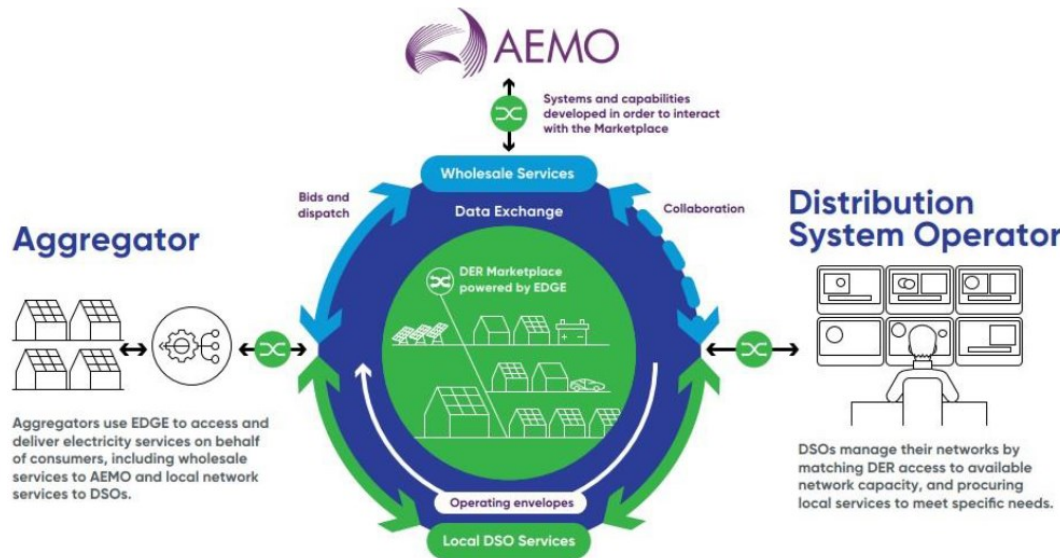 AEMO
Systems and capabilities
developed in order to interact
with the Marketplace
Wholesale Services
Bids and
dispatch
Data Exchange
Collaboration
Aggregator
Distribution
System Operator
DER Marketplace
powered by EDGE
Aggregators use EDGE to access and
deliver electricity services on behalf
of consumers, including wholesale
services to AEMO and local network
services to DSOs.
DSOs manage their networks by
matching DER access to available
network capacity, and procuring
local services to meet specific needs.
Operating envelopes
Local DSO Services